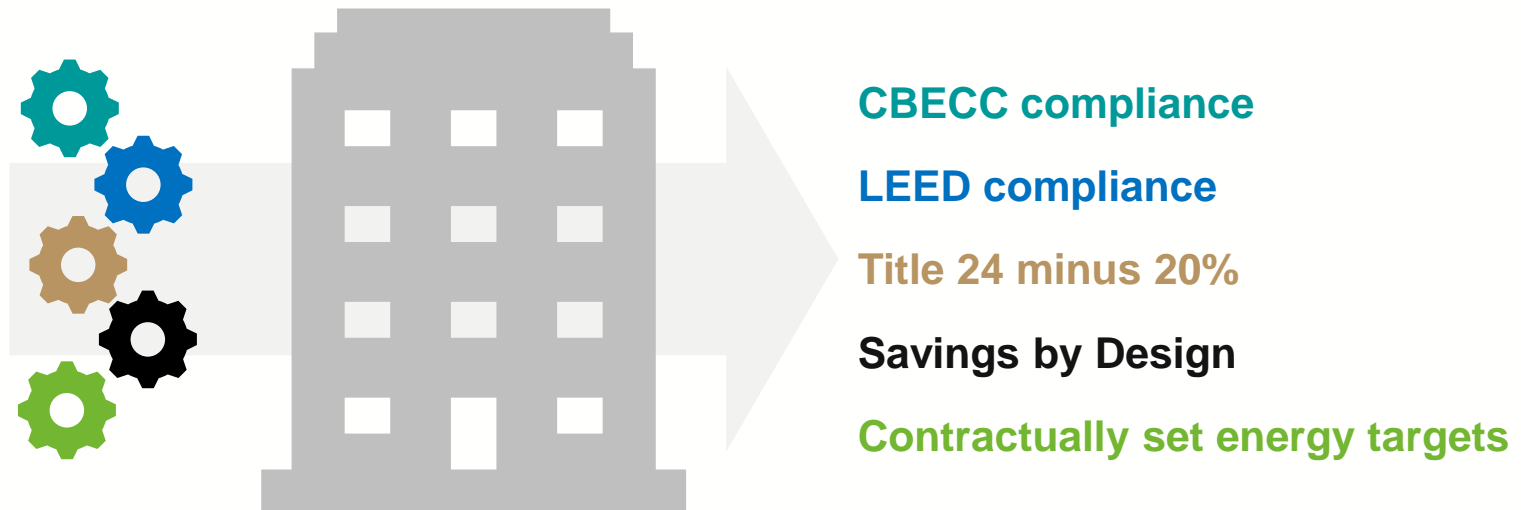 CBECC compliance
LEED compliance
Title 24 minus 20%
Savings by Design
Contractually set energy targets